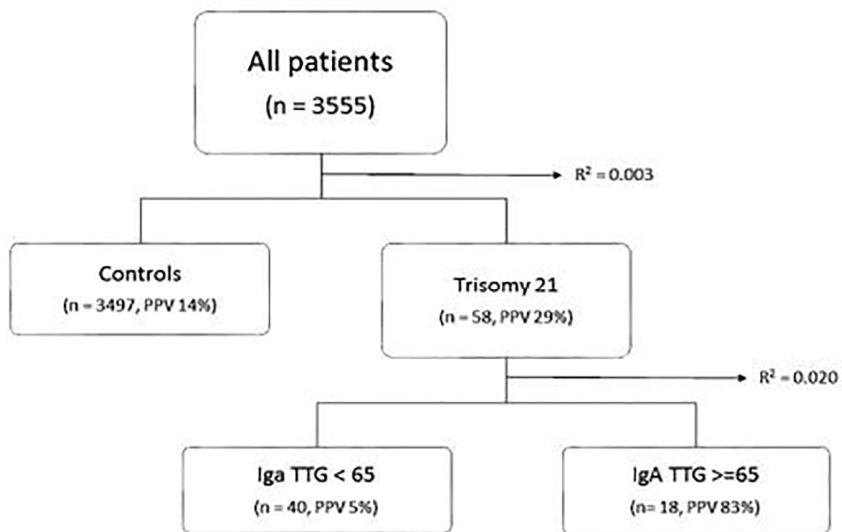 All patients
(n = 3555)
R² = 0.003
Controls
(n = 3497, PPV 14%)
Trisomy 21
(n = 58, PPV 29%)
R² = 0.020
Iga TTG < 65
(n = 40, PPV 5%)
IgA TTG >=65
(n= 18, PPV 83%)